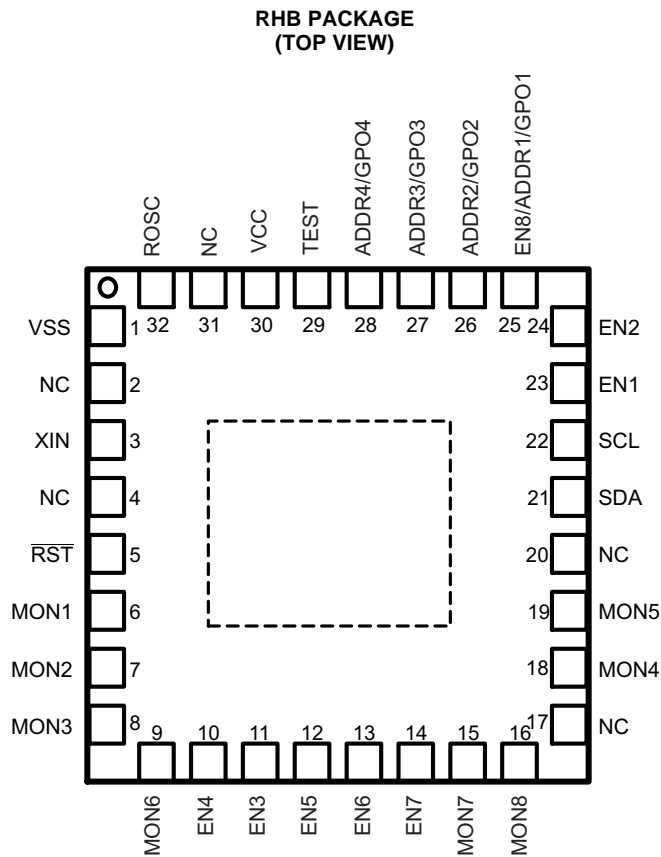 RHB PACKAGE
(TOP VIEW)
ROSC
NC
VCC
TEST
ADDR4/GPO4
ADDR3/GPO3
ADDR2/GPO2
EN8/ADDR1/GPO1
32 31 30 29 28 27 26 25
VSS 1
NC 2
XIN 3
NC 4
R̅S̅T̅ 5
MON1 6
MON2 7
MON3 8
24 EN2
23 EN1
22 SCL
21 SDA
20 NC
19 MON5
18 MON4
17 NC
9 10 11 12 13 14 15 16
MON6
EN4
EN3
EN5
EN6
EN7
MON7
MON8